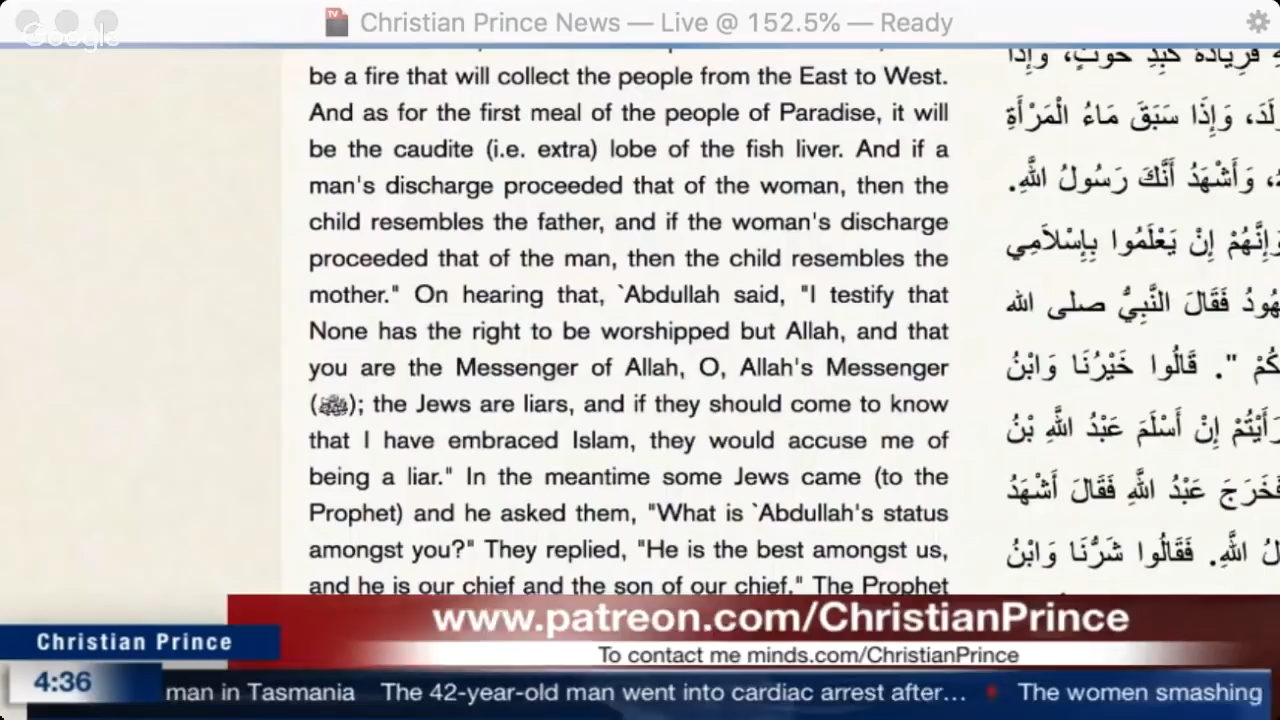 Christian Prince News — Live @ 152.5% — Ready
Google
be a fire that will collect the people from the East to West.
And as for the first meal of the people of Paradise, it will
be the caudite (i.e. extra) lobe of the fish liver. And if a
man's discharge proceeded that of the woman, then the
child resembles the father, and if the woman's discharge
proceeded that of the man, then the child resembles the
mother." On hearing that, `Abdullah said, "I testify that
None has the right to be worshipped but Allah, and that
you are the Messenger of Allah, O, Allah's Messenger
(ﷺ); the Jews are liars, and if they should come to know
that I have embraced Islam, they would accuse me of
being a liar." In the meantime some Jews came (to the
Prophet) and he asked them, "What is `Abdullah's status
amongst you?" They replied, "He is the best amongst us,
and he is our chief and the son of our chief." The Prophet
فَزِيَادَةُ كَبِدِ حُوتٍ، وَإِذَا
لَدَ، وَإِذَا سَبَقَ مَاءُ الْمَرْأَةِ
، وَأَشْهَدُ أَنَّكَ رَسُولُ اللَّهِ.
وَإِنَّهُمْ إِنْ يَعْلَمُوا بِإِسْلاَمِي
هُودُ فَقَالَ النَّبِيُّ صلى الله
كُمْ ‏"‏‏.‏ قَالُوا خَيْرُنَا وَابْنُ
رَأَيْتُمْ إِنْ أَسْلَمَ عَبْدُ اللَّهِ بْنُ
فَخَرَجَ عَبْدُ اللَّهِ فَقَالَ أَشْهَدُ
لُ اللَّهِ. فَقَالُوا شَرُّنَا وَابْنُ
www.patreon.com/ChristianPrince
Christian Prince
To contact me minds.com/ChristianPrince
4:36
man in Tasmania The 42-year-old man went into cardiac arrest after... The women smashing